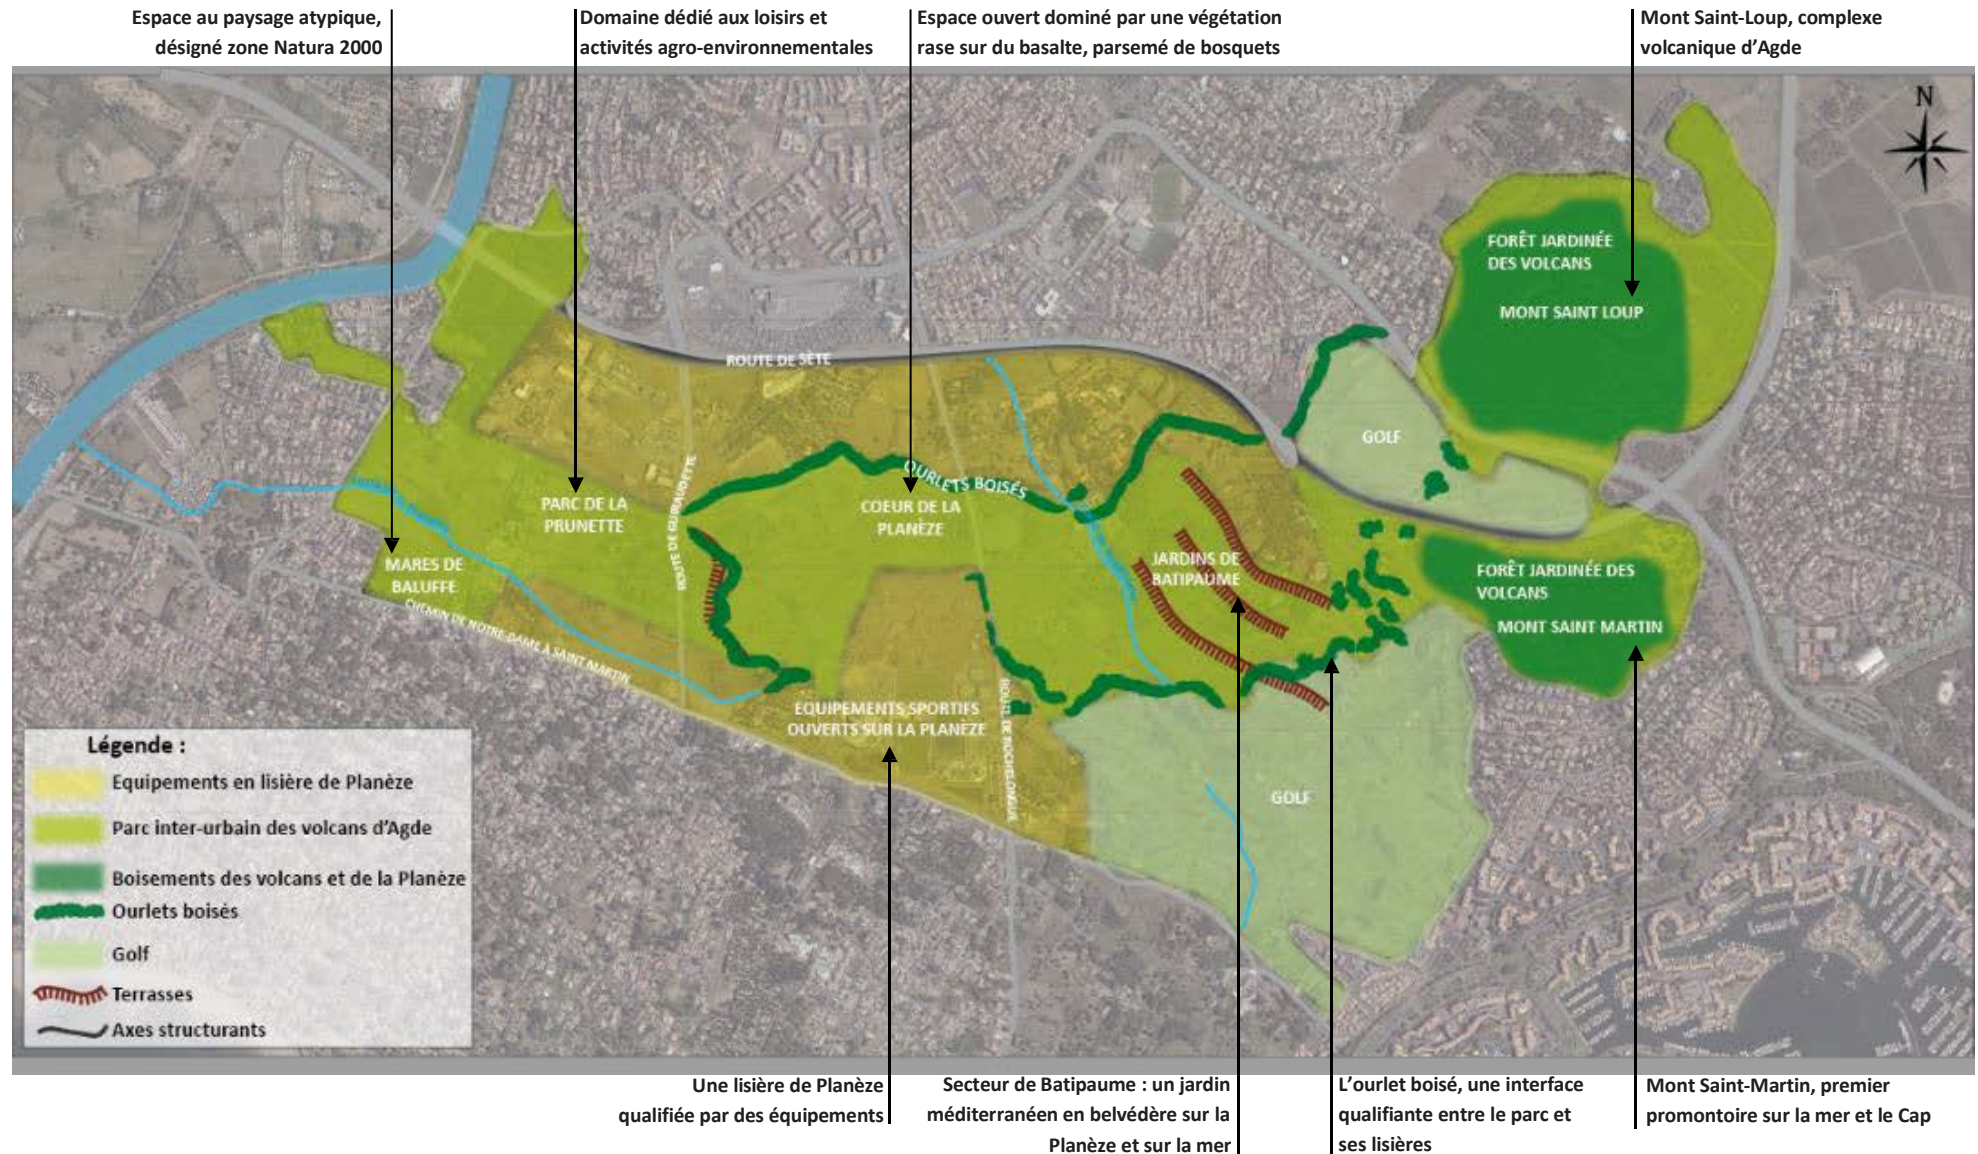 Espace au paysage atypique,
désigné zone Natura 2000
Domaine dédié aux loisirs et
activités agro-environnementales
Espace ouvert dominé par une végétation
rase sur du basalte, parsemé de bosquets
Mont Saint-Loup, complexe
volcanique d’Agde
N
FORÊT JARDINÉE
DES VOLCANS
MONT SAINT LOUP
ROUTE DE SÈTE
GOLF
OURLETS BOISÉS
ROUTE DE GUIRAUDETTE
PARC DE LA
PRUNETTE
COEUR DE LA
PLANÈZE
MARES DE
BALUFFE
JARDINS DE
BATIPAUME
FORÊT JARDINÉE DES
VOLCANS
MONT SAINT MARTIN
CHEMIN DE NOTRE-DAME À SAINT MARTIN
EQUIPEMENTS SPORTIFS
OUVERTS SUR LA PLANÈZE
ROUTE DE ROCHELONGUE
GOLF
Légende :
Equipements en lisière de Planèze
Parc inter-urbain des volcans d’Agde
Boisements des volcans et de la Planèze
Ourlets boisés
Golf
Terrasses
Axes structurants
Une lisière de Planèze
qualifiée par des équipements
Secteur de Batipaume : un jardin
méditerranéen en belvédère sur la
Planèze et sur la mer
L’ourlet boisé, une interface
qualifiante entre le parc et
ses lisières
Mont Saint-Martin, premier
promontoire sur la mer et le Cap